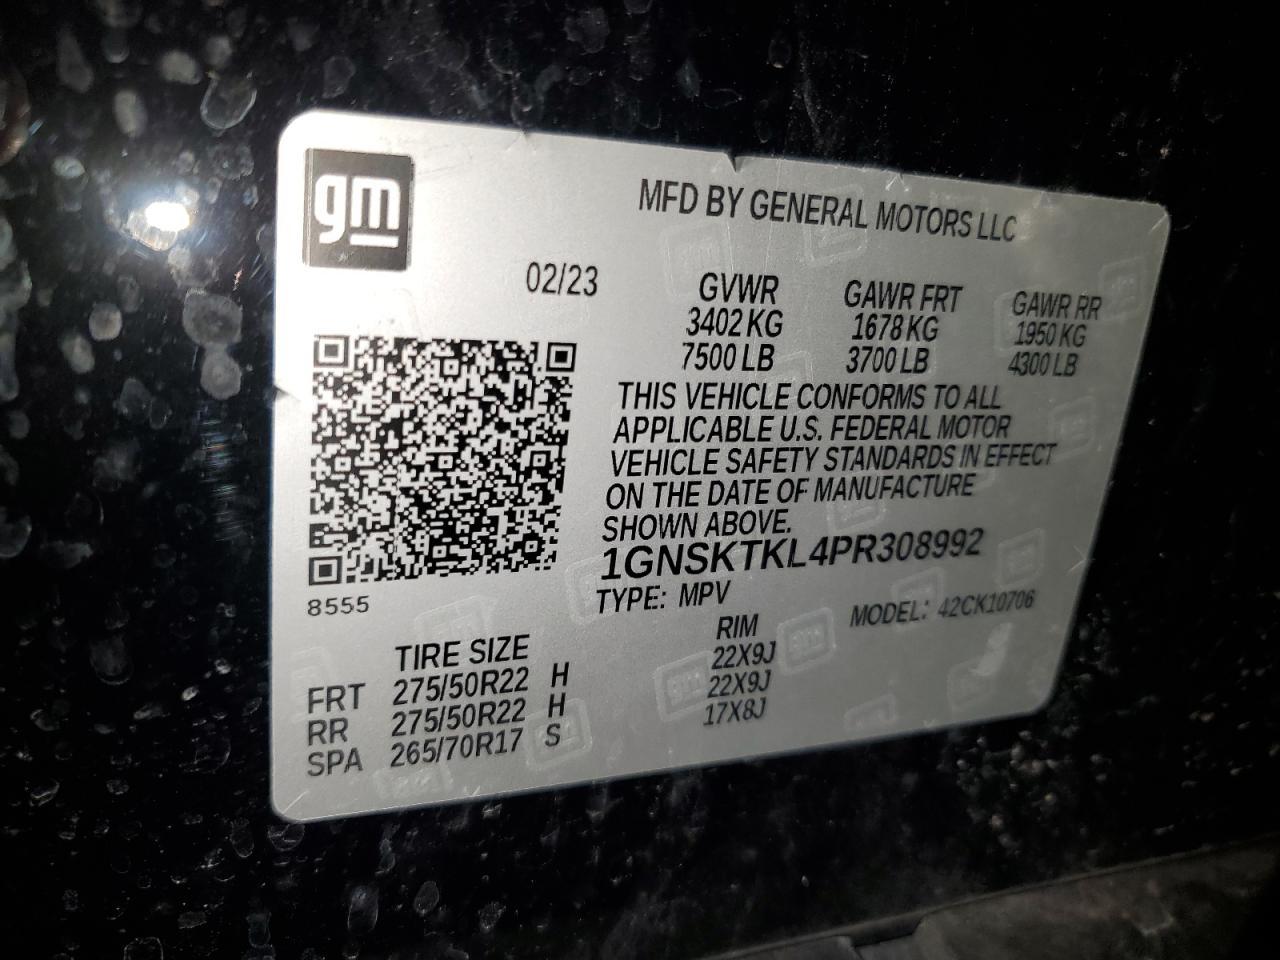 gm
MFD BY GENERAL MOTORS LLC
02/23 GVWR GAWR FRT GAWR RR
3402 KG 1678 KG 1950 KG
7500 LB 3700 LB 4300 LB
THIS VEHICLE CONFORMS TO ALL
APPLICABLE U.S. FEDERAL MOTOR
VEHICLE SAFETY STANDARDS IN EFFECT
ON THE DATE OF MANUFACTURE
SHOWN ABOVE.
1GNSKTKL4PR308992
8555
TYPE: MPV MODEL: 42CK10706
TIRE SIZE RIM
FRT 275/50R22 H 22X9J
RR 275/50R22 H 22X9J
SPA 265/70R17 S 17X8J